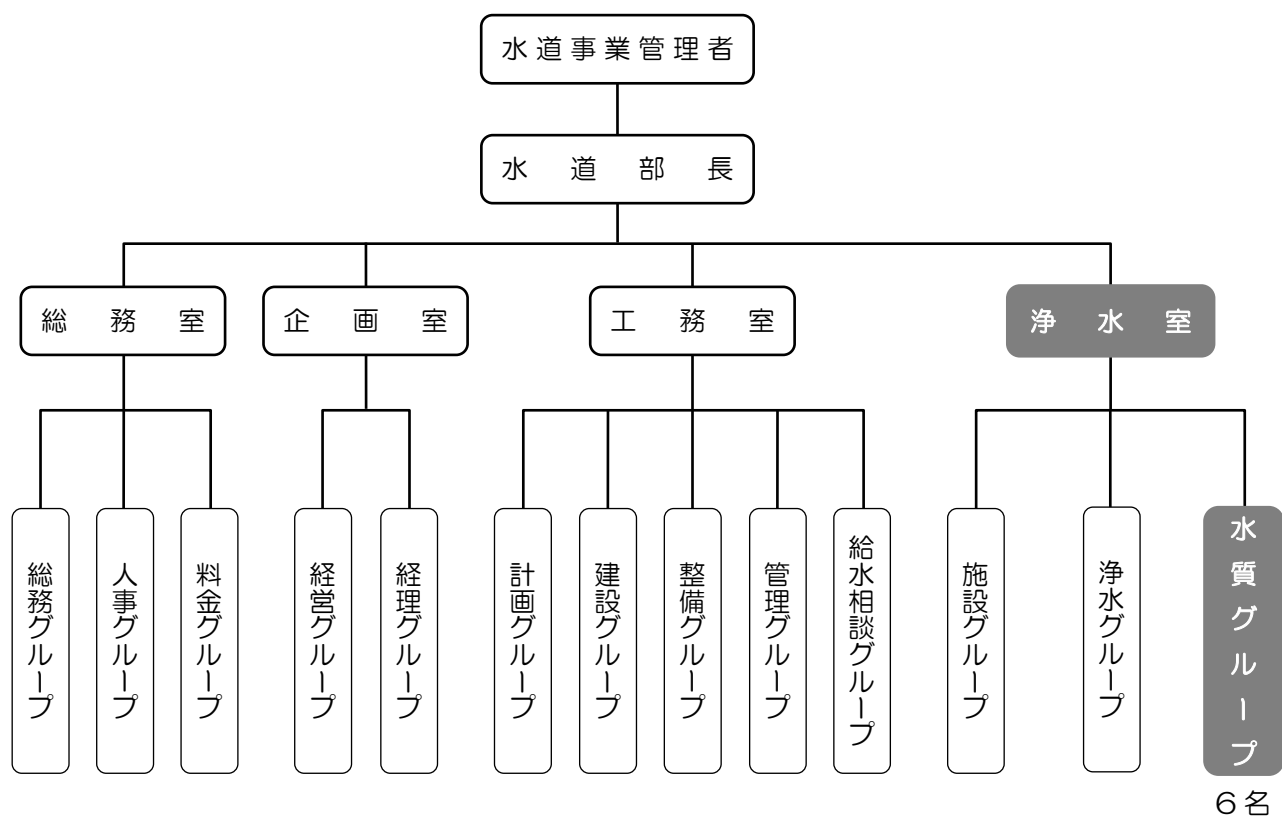 水道事業管理者
水道部長
総務室
企画室
工務室
浄水室
総務グループ
人事グループ
料金グループ
経営グループ
経理グループ
計画グループ
建設グループ
整備グループ
管理グループ
給水相談グループ
施設グループ
浄水グループ
水質グループ
６名